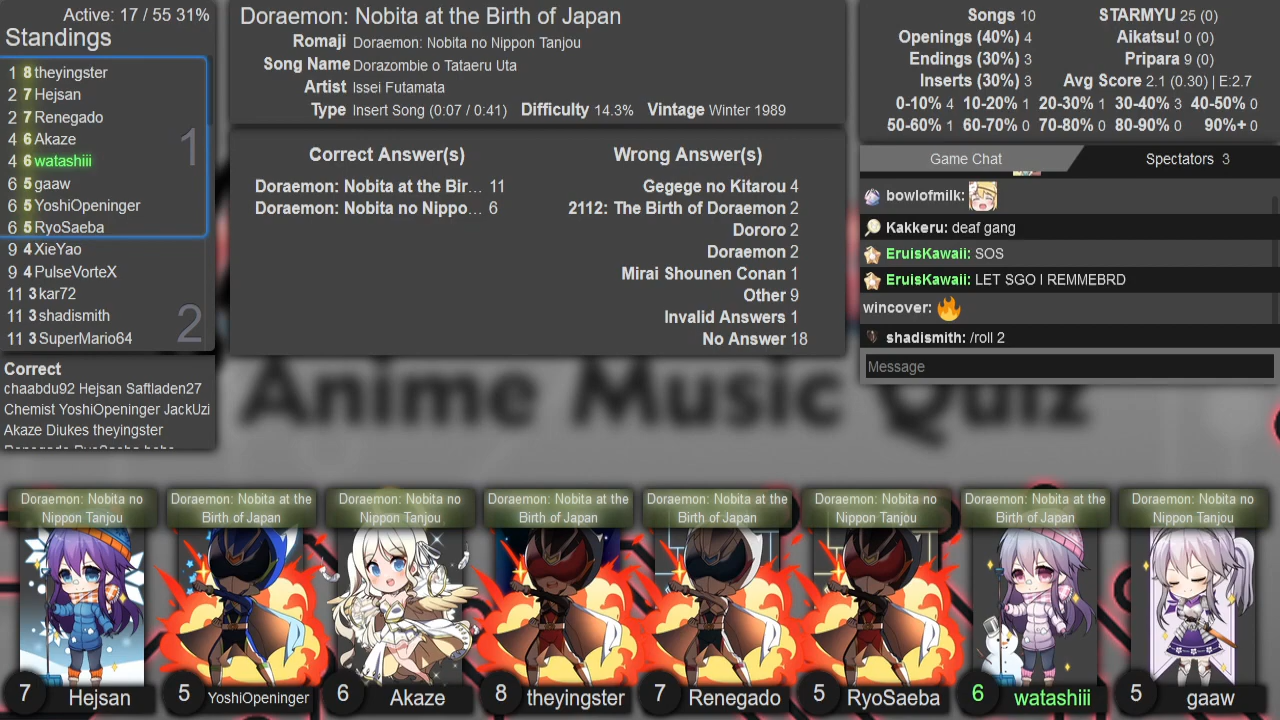 Active: 17 / 55 31%
Standings
1 8 theyingster
2 7 Hejsan
2 7 Renegado
4 6 Akaze
4 6 watashiii
6 5 gaaw
6 5 YoshiOpeninger
6 5 RyoSaeba
1
9 4 XieYao
9 4 PulseVorteX
11 3 kar72
11 3 shadismith
11 3 SuperMario64
2
Correct
chaabdu92 Hejsan Saftladen27
Chemist YoshiOpeninger JackUzi
Akaze Diukes theyingster
Doraemon: Nobita at the Birth of Japan
Romaji Doraemon: Nobita no Nippon Tanjou
Song Name Dorazombie o Tataeru Uta
Artist Issei Futamata
Type Insert Song (0:07 / 0:41) Difficulty 14.3% Vintage Winter 1989
Correct Answer(s)
Doraemon: Nobita at the Bir... 11
Doraemon: Nobita no Nippo... 6
Wrong Answer(s)
Gegege no Kitarou 4
2112: The Birth of Doraemon 2
Dororo 2
Doraemon 2
Mirai Shounen Conan 1
Other 9
Invalid Answers 1
No Answer 18
Songs 10 STARMYU 25 (0)
Openings (40%) 4 Aikatsu! 0 (0)
Endings (30%) 3 Pripara 9 (0)
Inserts (30%) 3 Avg Score 2.1 (0.30) | E:2.7
0-10% 4 10-20% 1 20-30% 1 30-40% 3 40-50% 0
50-60% 1 60-70% 0 70-80% 0 80-90% 0 90%+ 0
Game Chat Spectators 3
bowlofmilk:
Kakkeru: deaf gang
EruisKawaii: SOS
EruisKawaii: LET SGO I REMMEBRD
wincover:
shadismith: /roll 2
Message
Anime Music Quiz
Doraemon: Nobita no Nippon Tanjou
Doraemon: Nobita at the Birth of Japan
Doraemon: Nobita no Nippon Tanjou
Doraemon: Nobita at the Birth of Japan
Doraemon: Nobita at the Birth of Japan
Doraemon: Nobita no Nippon Tanjou
Doraemon: Nobita at the Birth of Japan
Doraemon: Nobita no Nippon Tanjou
7 Hejsan
5 YoshiOpeninger
6 Akaze
8 theyingster
7 Renegado
5 RyoSaeba
6 watashiii
5 gaaw